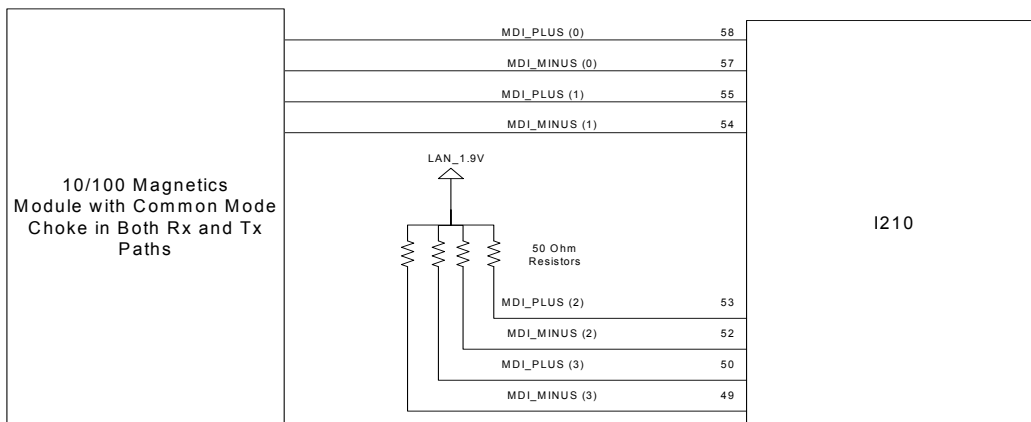 MDI_PLUS (0) 58
MDI_MINUS (0) 57
MDI_PLUS (1) 55
MDI_MINUS (1) 54
10/100 Magnetics
Module with Common Mode
Choke in Both Rx and Tx
Paths
LAN_1.9V
50 Ohm
Resistors
I210
MDI_PLUS (2) 53
MDI_MINUS (2) 52
MDI_PLUS (3) 50
MDI_MINUS (3) 49